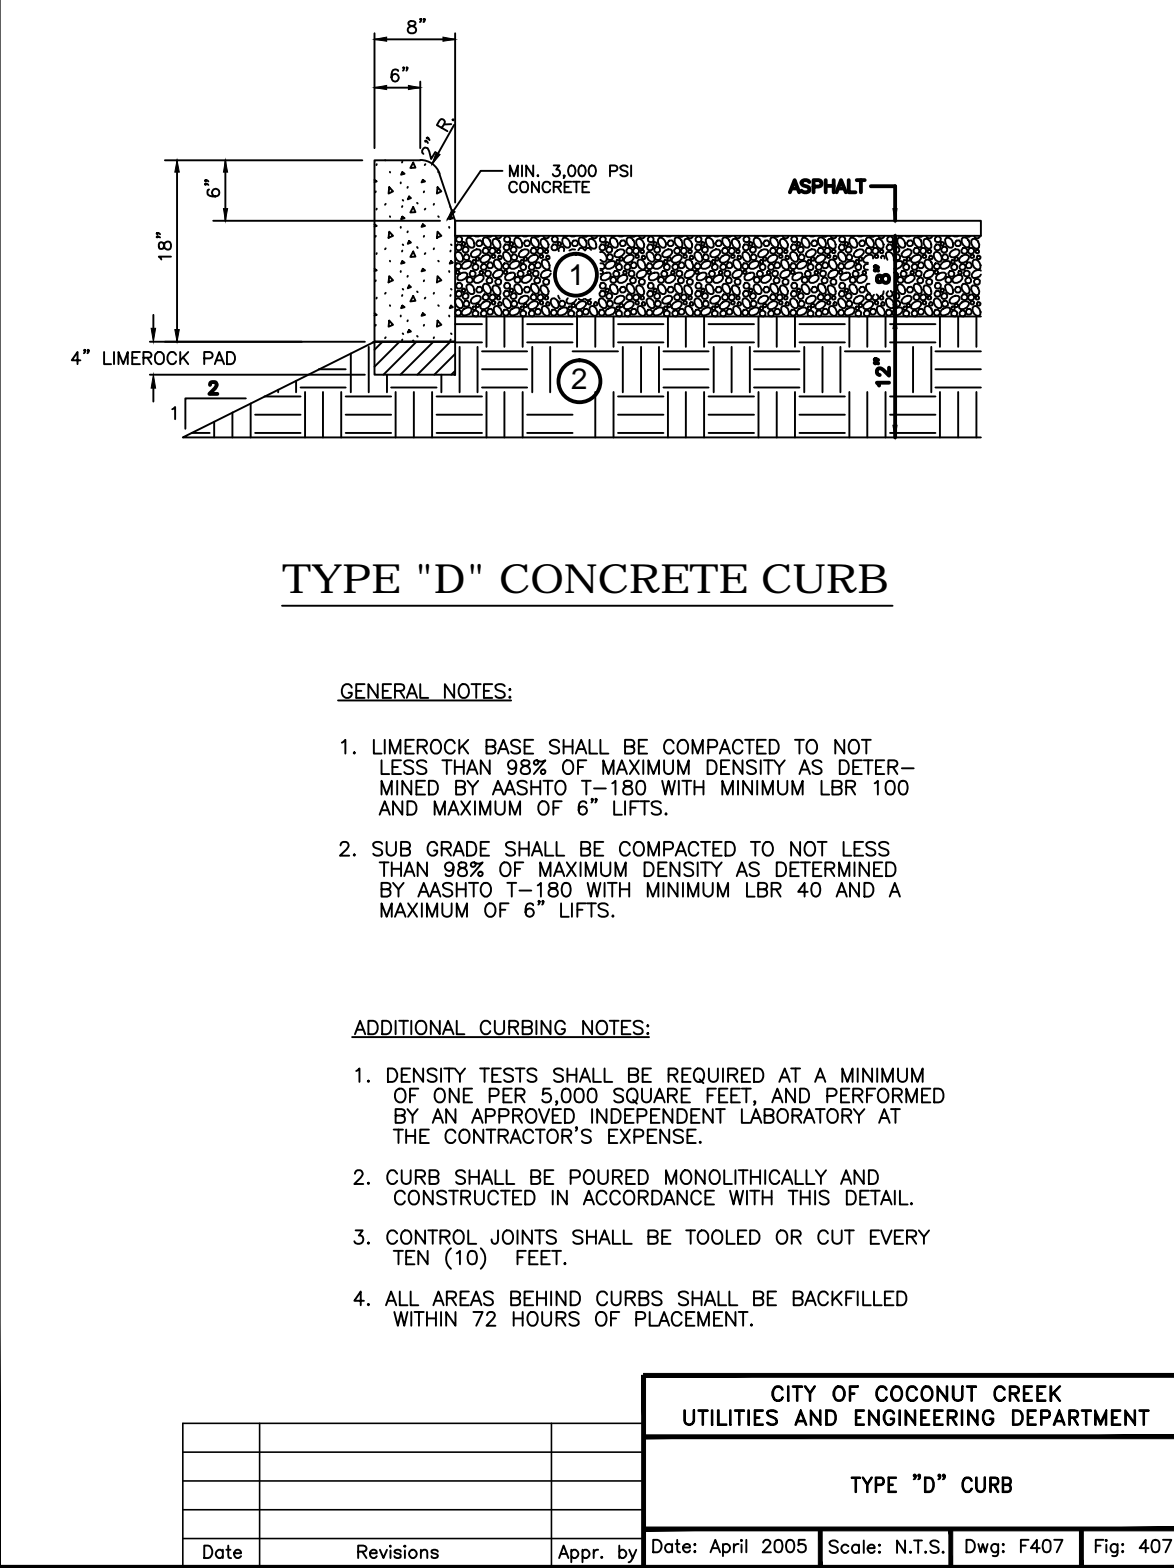 8"
6"
2" R.
MIN. 3,000 PSI
CONCRETE
ASPHALT
6"
18"
1
8"
4" LIMEROCK PAD
2
12"
2
1
TYPE "D" CONCRETE CURB
GENERAL NOTES:
1. LIMEROCK BASE SHALL BE COMPACTED TO NOT
LESS THAN 98% OF MAXIMUM DENSITY AS DETER-
MINED BY AASHTO T-180 WITH MINIMUM LBR 100
AND MAXIMUM OF 6" LIFTS.
2. SUB GRADE SHALL BE COMPACTED TO NOT LESS
THAN 98% OF MAXIMUM DENSITY AS DETERMINED
BY AASHTO T-180 WITH MINIMUM LBR 40 AND A
MAXIMUM OF 6" LIFTS.
ADDITIONAL CURBING NOTES:
1. DENSITY TESTS SHALL BE REQUIRED AT A MINIMUM
OF ONE PER 5,000 SQUARE FEET, AND PERFORMED
BY AN APPROVED INDEPENDENT LABORATORY AT
THE CONTRACTOR'S EXPENSE.
2. CURB SHALL BE POURED MONOLITHICALLY AND
CONSTRUCTED IN ACCORDANCE WITH THIS DETAIL.
3. CONTROL JOINTS SHALL BE TOOLED OR CUT EVERY
TEN (10) FEET.
4. ALL AREAS BEHIND CURBS SHALL BE BACKFILLED
WITHIN 72 HOURS OF PLACEMENT.
CITY OF COCONUT CREEK
UTILITIES AND ENGINEERING DEPARTMENT
TYPE "D" CURB
Date Revisions Appr. by
Date: April 2005 Scale: N.T.S. Dwg: F407 Fig: 407